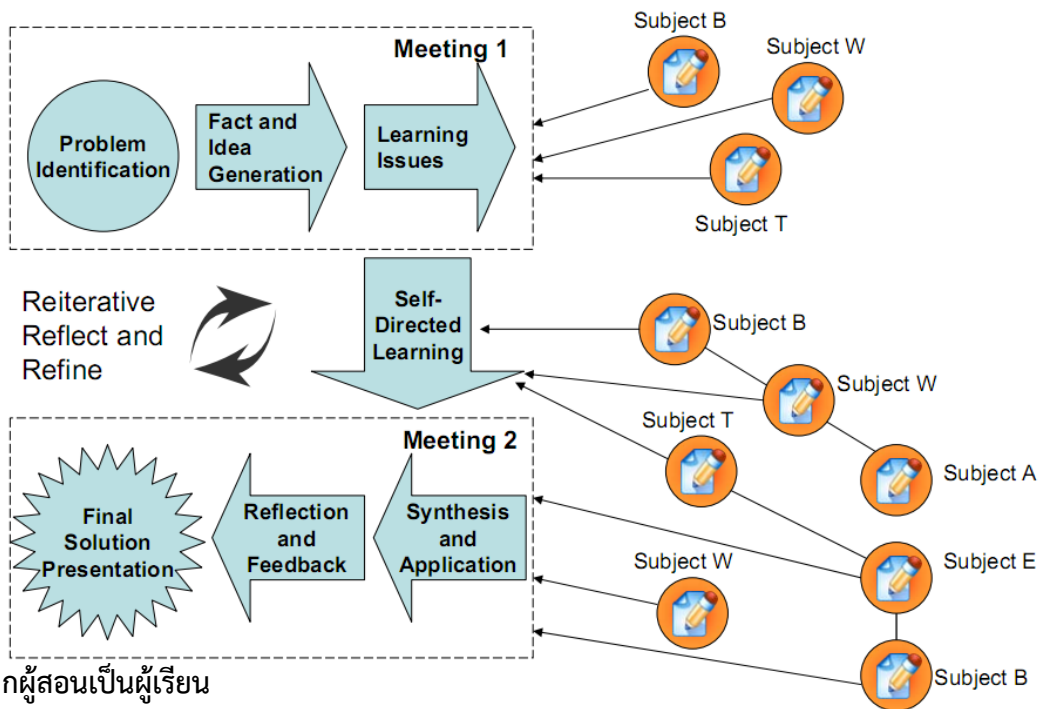 Subject B
Meeting 1
Subject W
Problem
Identification
Fact and
Idea
Generation
Learning
Issues
Subject T
Reiterative
Reflect and
Refine
Self-
Directed
Learning
Subject B
Subject W
Subject T
Subject A
Meeting 2
Final
Solution
Presentation
Reflection
and
Feedback
Synthesis
and
Application
Subject W
Subject E
Subject B
กผู้สอนเป็นผู้เรียน